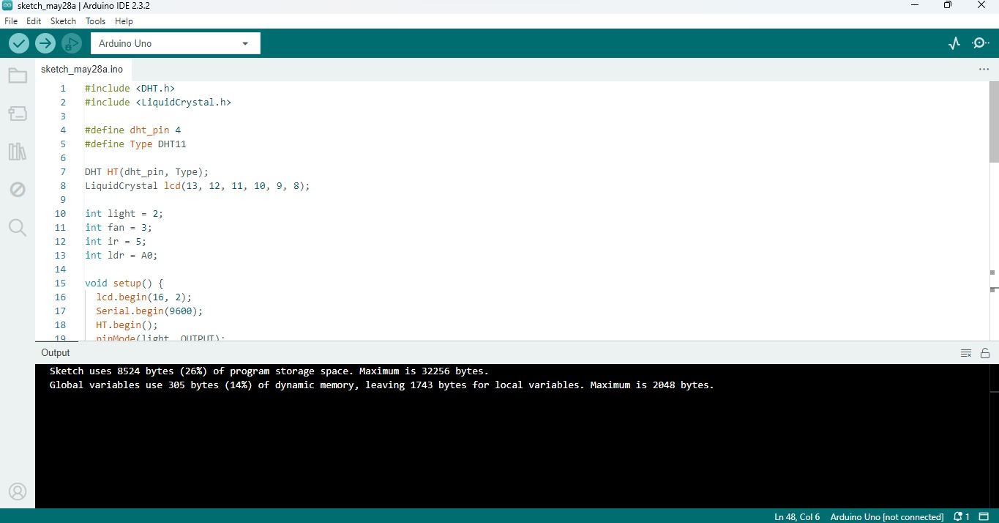 sketch_may28a | Arduino IDE 2.3.2
File Edit Sketch Tools Help
Arduino Uno
sketch_may28a.ino
1 #include <DHT.h>
2 #include <LiquidCrystal.h>
3
4 #define dht_pin 4
5 #define Type DHT11
6
7 DHT HT(dht_pin, Type);
8 LiquidCrystal lcd(13, 12, 11, 10, 9, 8);
9
10 int light = 2;
11 int fan = 3;
12 int ir = 5;
13 int ldr = A0;
14
15 void setup() {
16 lcd.begin(16, 2);
17 Serial.begin(9600);
18 HT.begin();
19 pinMode(light, OUTPUT);
Output
Sketch uses 8524 bytes (26%) of program storage space. Maximum is 32256 bytes.
Global variables use 305 bytes (14%) of dynamic memory, leaving 1743 bytes for local variables. Maximum is 2048 bytes.
Ln 48, Col 6 Arduino Uno [not connected] 1